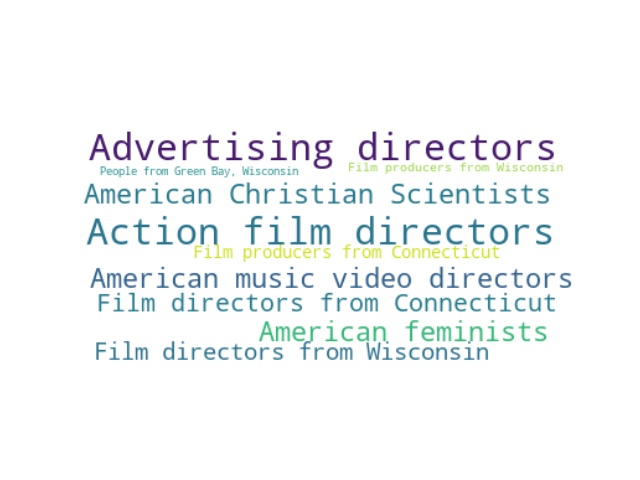 Advertising directors
People from Green Bay, Wisconsin
Film producers from Wisconsin
American Christian Scientists
Action film directors
Film producers from Connecticut
American music video directors
Film directors from Connecticut
American feminists
Film directors from Wisconsin